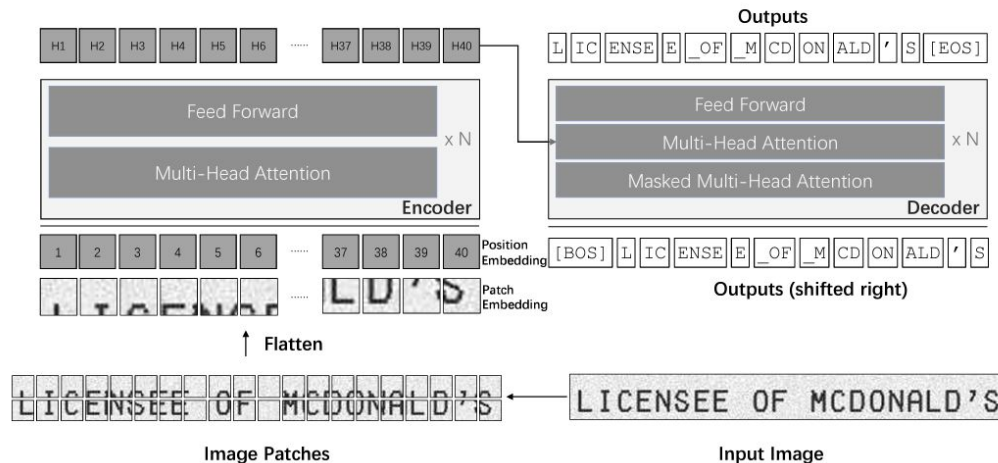 Outputs
H1 H2 H3 H4 H5 H6 ...... H37 H38 H39 H40
L IC ENSE E _OF _M CD ON ALD ' S [EOS]
Feed Forward
Multi-Head Attention
x N
Encoder
Feed Forward
Multi-Head Attention
Masked Multi-Head Attention
x N
Decoder
1 2 3 4 5 6 ...... 37 38 39 40
Position Embedding
[BOS] L IC ENSE E _OF _M CD ON ALD ' S
...... LD'S
Patch Embedding
Outputs (shifted right)
Flatten
LICENSEE OF MCDONALD'S
LICENSEE OF MCDONALD'S
Image Patches
Input Image